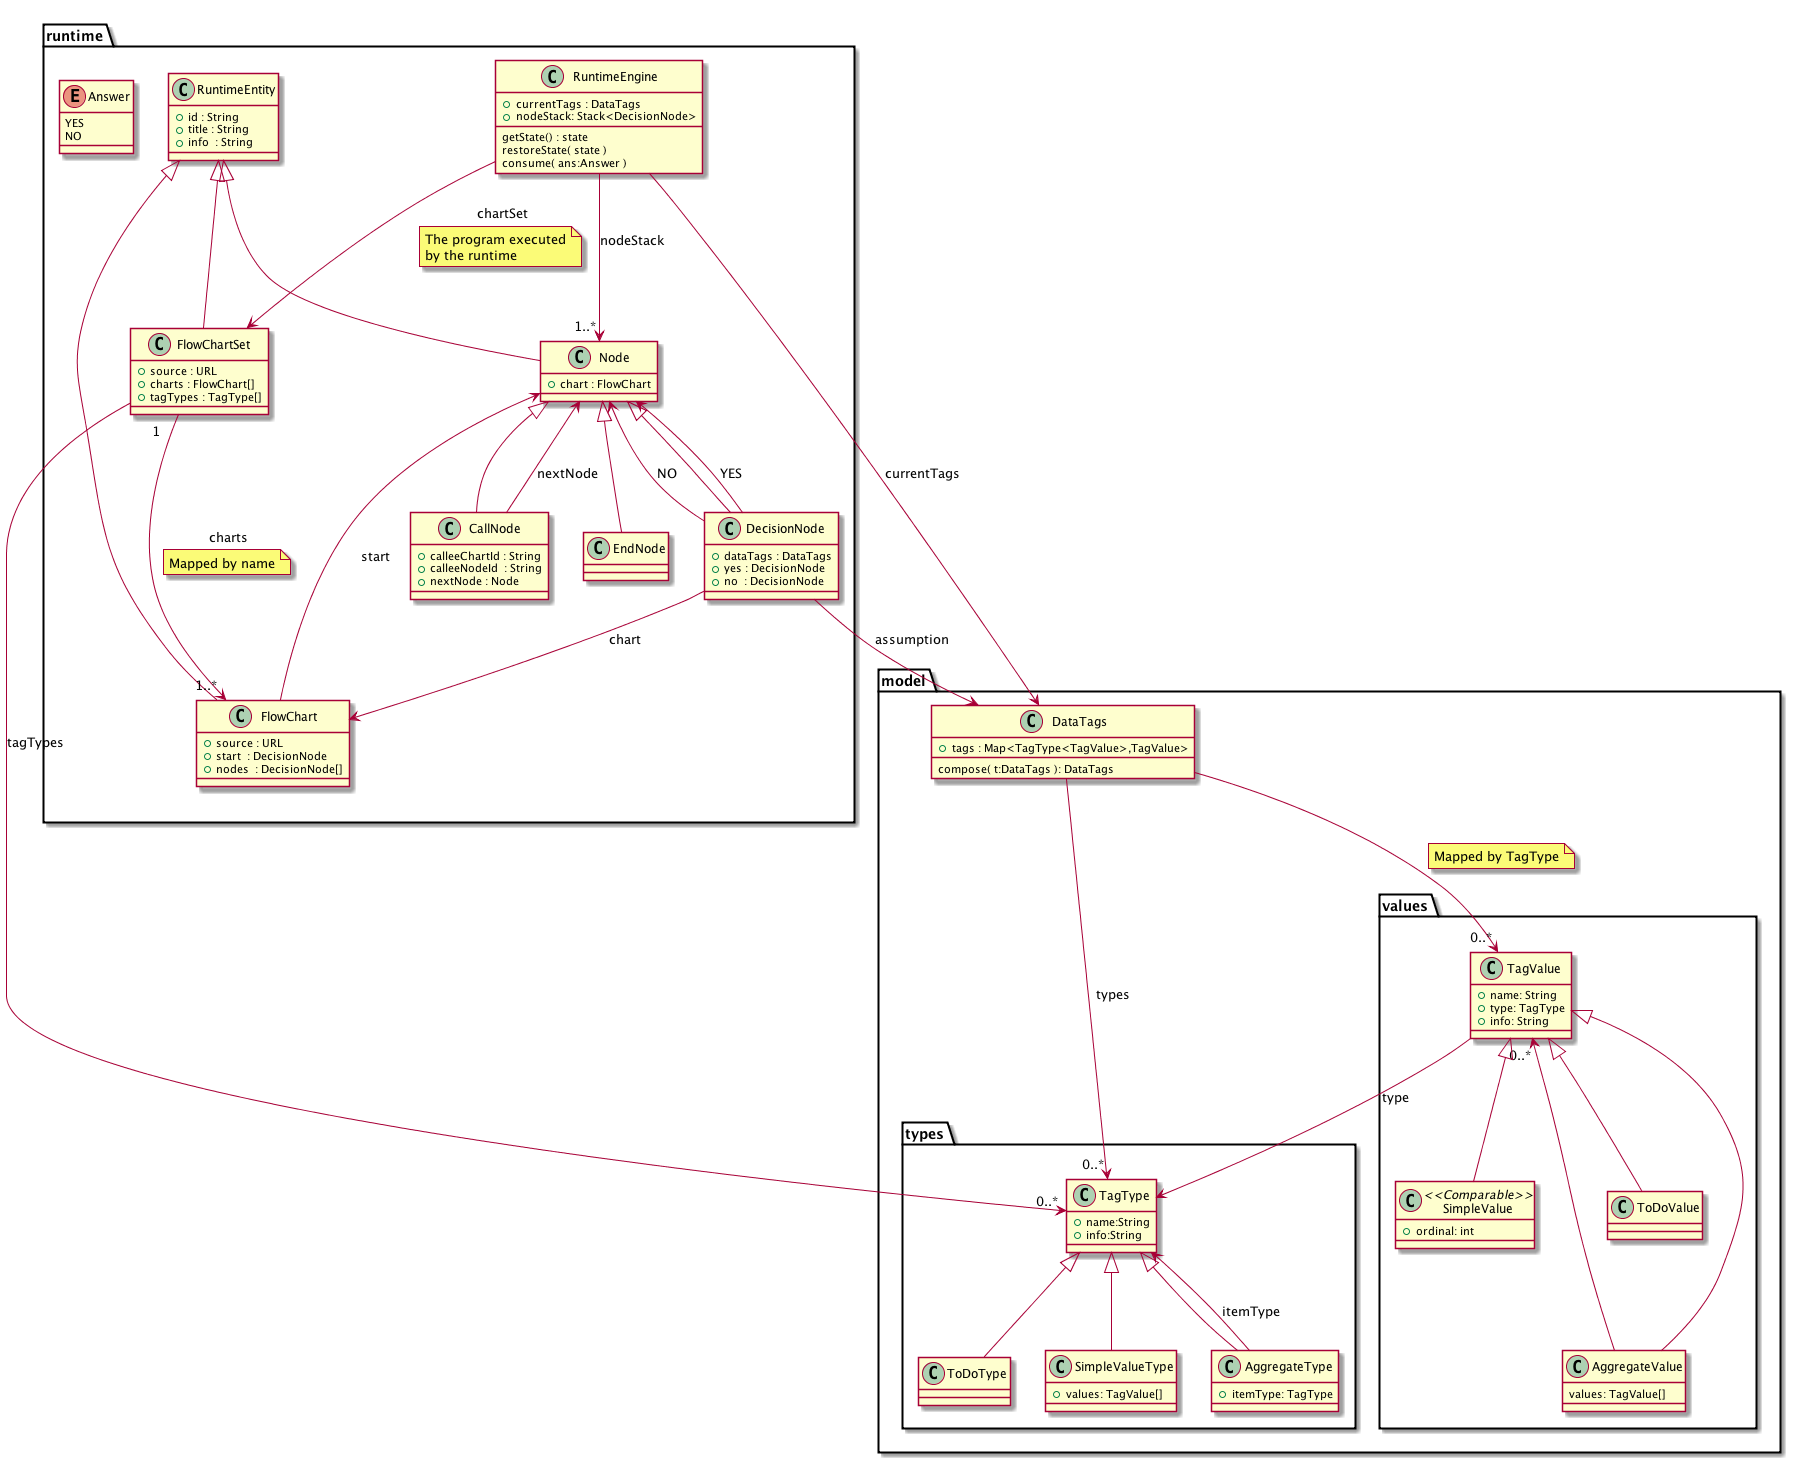 runtime
E Answer
YES
NO
C RuntimeEntity
id : String
title : String
info : String
C RuntimeEngine
currentTags : DataTags
nodeStack: Stack<DecisionNode>
getState() : state
restoreState( state )
consume( ans:Answer )
chartSet
The program executed
by the runtime
nodeStack
1..*
C FlowChartSet
source : URL
charts : FlowChart[]
tagTypes : TagType[]
C Node
chart : FlowChart
1
nextNode
NO
YES
currentTags
C CallNode
calleeChartId : String
calleeNodeId : String
nextNode : Node
C EndNode
C DecisionNode
dataTags : DataTags
yes : DecisionNode
no : DecisionNode
charts
Mapped by name
start
chart
assumption
1..*
C FlowChart
source : URL
start : DecisionNode
nodes : DecisionNode[]
tagTypes
model
C DataTags
tags : Map<TagType<TagValue>,TagValue>
compose( t:DataTags ): DataTags
Mapped by TagType
values
0..*
C TagValue
name: String
type: TagType
info: String
types
0..*
type
types
0..*
0..*
C TagType
name:String
info:String
C <<Comparable>>
SimpleValue
ordinal: int
C ToDoValue
itemType
C ToDoType
C SimpleValueType
values: TagValue[]
C AggregateType
itemType: TagType
C AggregateValue
values: TagValue[]